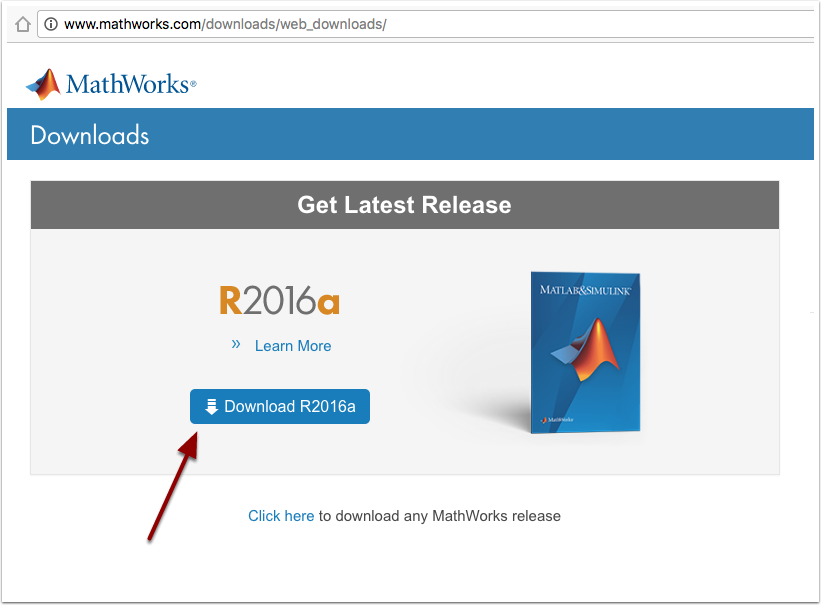 www.mathworks.com/downloads/web_downloads/
MathWorks®
Downloads
Get Latest Release
R2016a
» Learn More
Download R2016a
MATLAB&SIMULINK®
MathWorks
Click here to download any MathWorks release